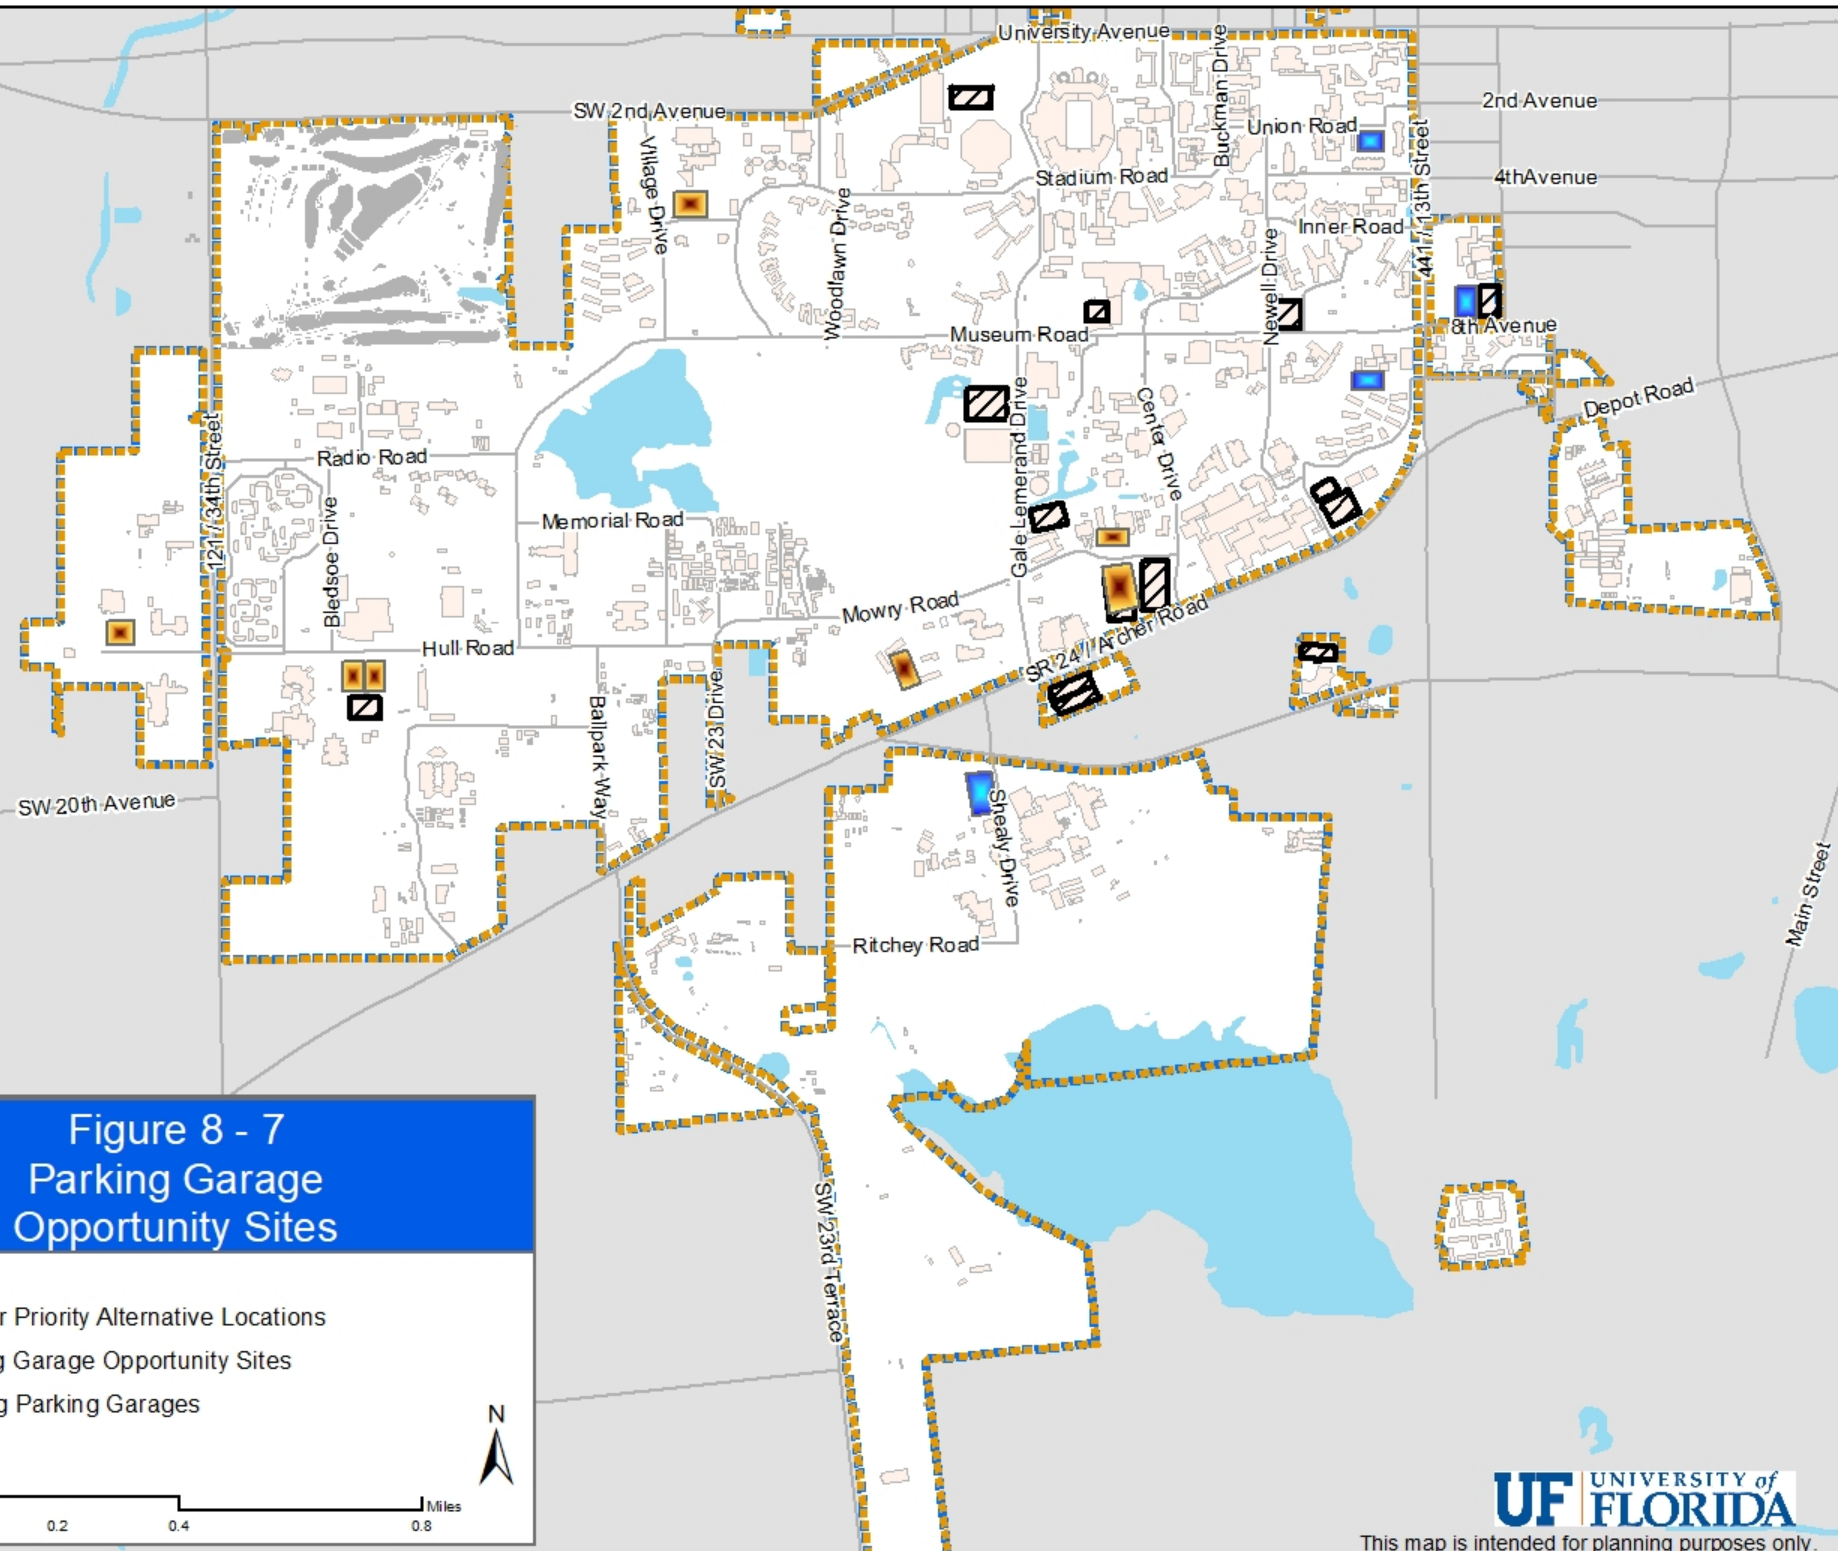 University Avenue
SW 2nd Avenue
Buckman Drive
2nd Avenue
Union Road
Village Drive
Stadium Road
4thAvenue
441 / 13th Street
Woodlawn Drive
Inner Road
Newell Drive
Museum Road
8th Avenue
Depot Road
Gale Lemerand Drive
Center Drive
121 / 34th Street
Radio Road
Bledsoe Drive
Memorial Road
Mowry Road
SR 24 / Archer Road
Hull Road
Ballpark Way
SW 23 Drive
SW 20th Avenue
Shealy Drive
Main Street
Ritchey Road
SW 23rd Terrace
Figure 8 - 7
Parking Garage
Opportunity Sites
r Priority Alternative Locations
g Garage Opportunity Sites
g Parking Garages
N
Miles
0.2 0.4 0.8
UF UNIVERSITY of
FLORIDA
This map is intended for planning purposes only.